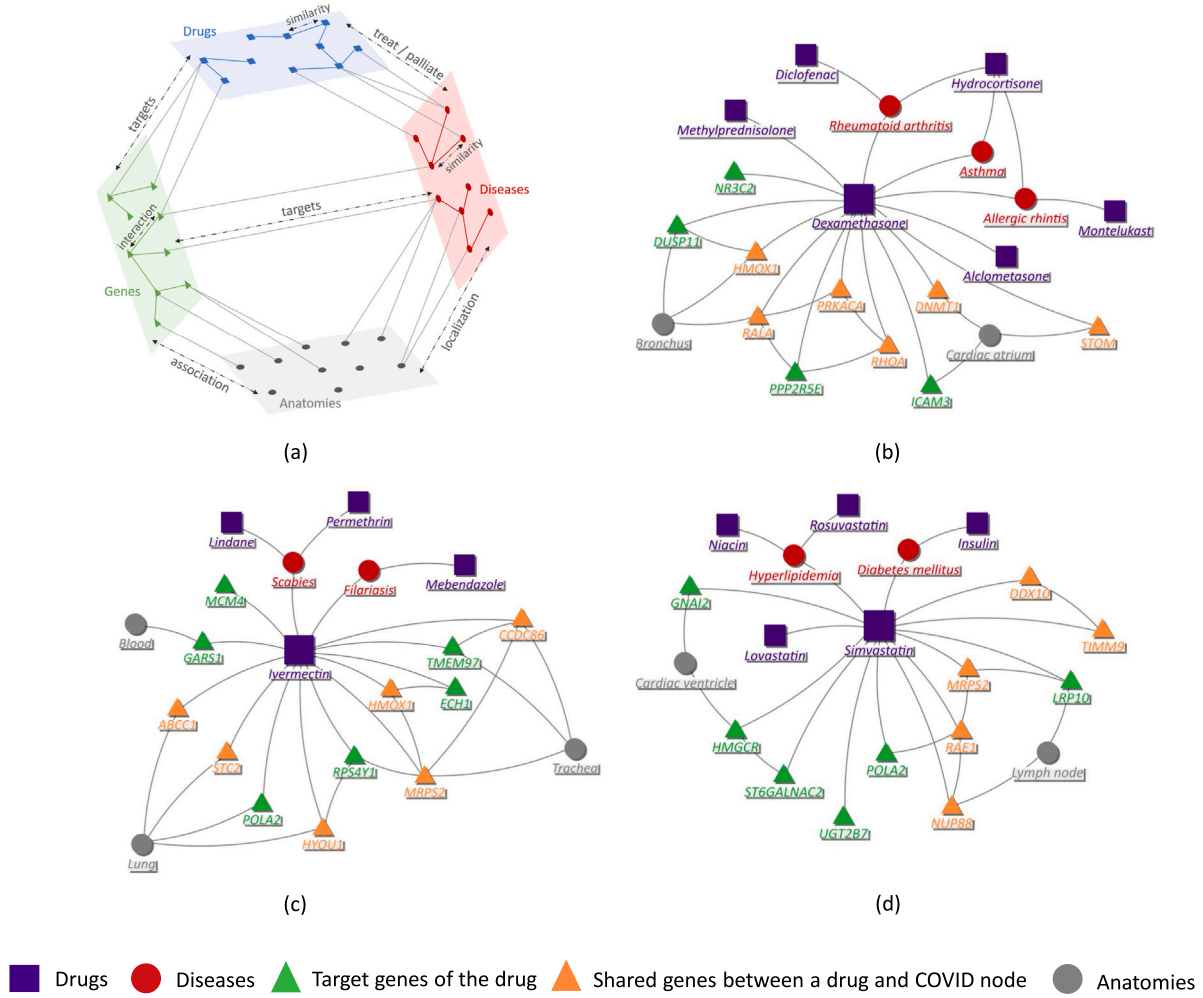 similarity
Drugs
treat / palliate
targets
similarity
Diseases
interaction
targets
Genes
localization
association
Anatomies
(a)
Diclofenac
Hydrocortisone
Rheumatoid arthritis
Methylprednisolone
Asthma
NR3C2
Dexamethasone
Allergic rhintis
Montelukast
DUSP11
HMOX1
Alclometasone
PRKACA
DNMT1
Bronchus
RALA
STOM
Cardiac atrium
RHOA
PPP2R5E
ICAM3
(b)
Permethrin
Lindane
Scabies
Filariasis
Mebendazole
MCM4
Blood
GARS1
CCDC86
TMEM97
Ivermectin
HMOX1
ECH1
ABCC1
STC2
RPS4Y1
Trachea
MRPS2
POLA2
HYOU1
Lung
(c)
Rosuvastatin
Niacin
Insulin
Hyperlipidemia
Diabetes mellitus
DDX10
GNAI2
Lovastatin
Simvastatin
TIMM9
Cardiac ventricle
MRPS2
LRP10
HMGCR
RAE1
POLA2
Lymph node
ST6GALNAC2
UGT2B7
NUP88
(d)
Drugs
Diseases
Target genes of the drug
Shared genes between a drug and COVID node
Anatomies